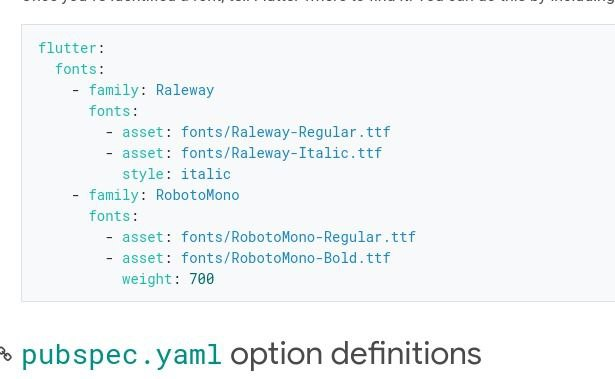 flutter:
  fonts:
    - family: Raleway
      fonts:
        - asset: fonts/Raleway-Regular.ttf
        - asset: fonts/Raleway-Italic.ttf
          style: italic
    - family: RobotoMono
      fonts:
        - asset: fonts/RobotoMono-Regular.ttf
        - asset: fonts/RobotoMono-Bold.ttf
          weight: 700
pubspec.yaml option definitions